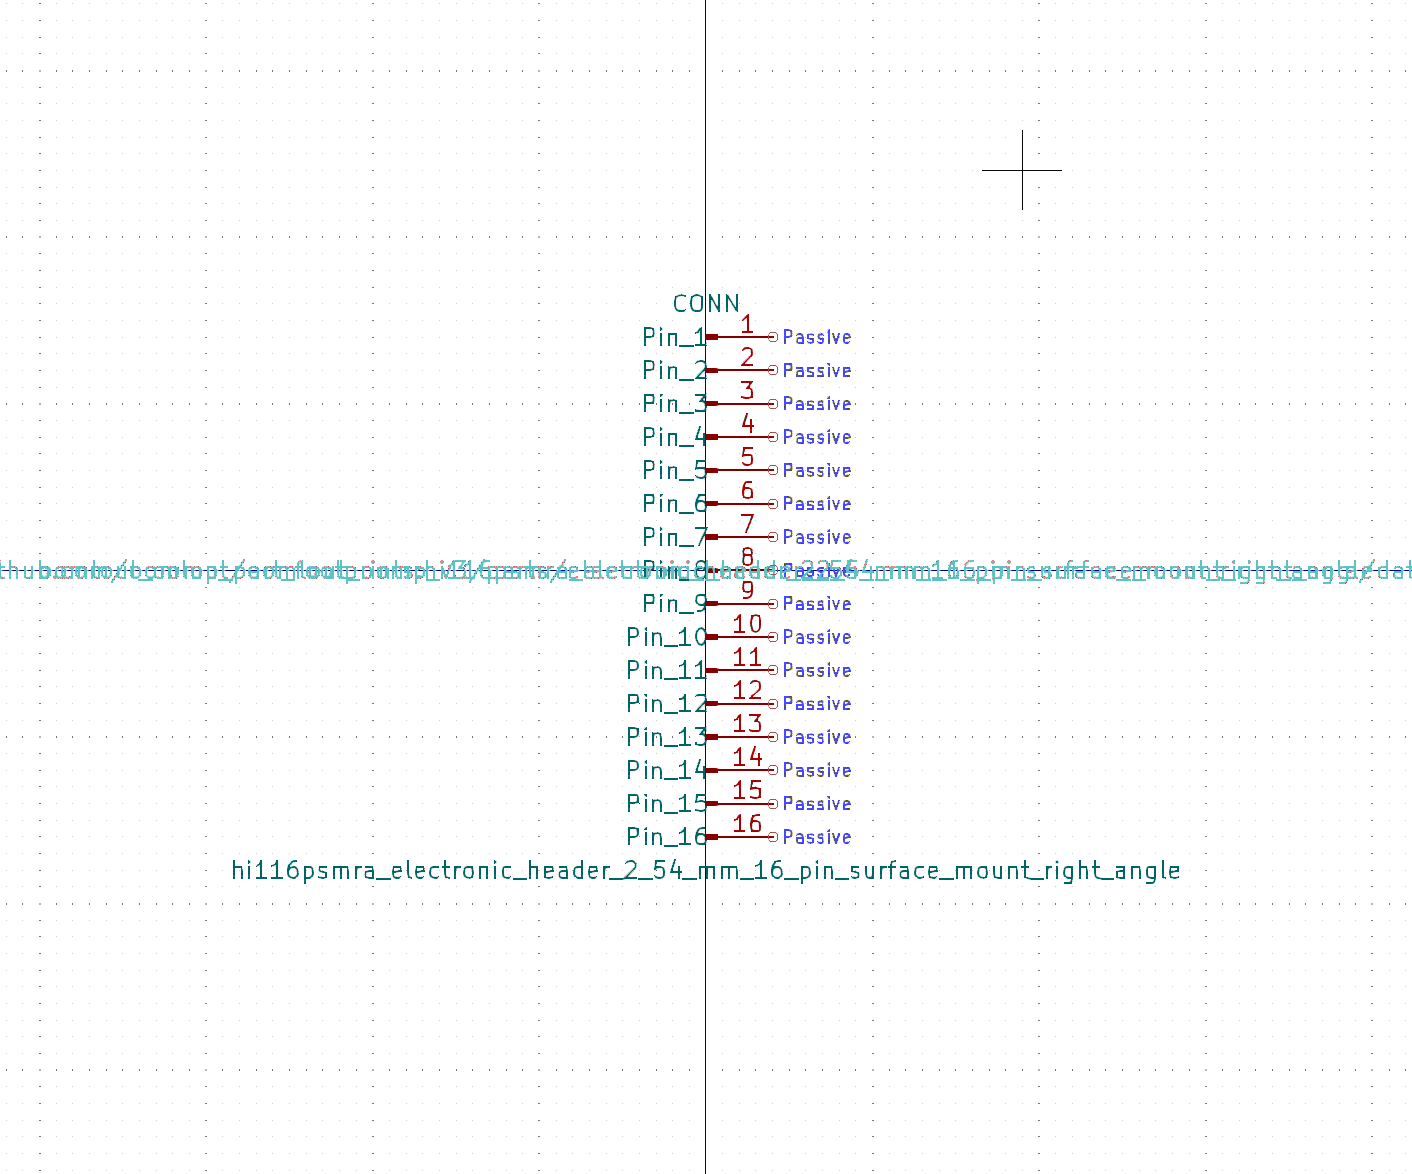 CONN
Pin_1 1 Passive
Pin_2 2 Passive
Pin_3 3 Passive
Pin_4 4 Passive
Pin_5 5 Passive
Pin_6 6 Passive
Pin_7 7 Passive
Pin_8 8 Passive
Pin_9 9 Passive
Pin_10 10 Passive
Pin_11 11 Passive
Pin_12 12 Passive
Pin_13 13 Passive
Pin_14 14 Passive
Pin_15 15 Passive
Pin_16 16 Passive
hi116psmra_electronic_header_2_54_mm_16_pin_surface_mount_right_angle